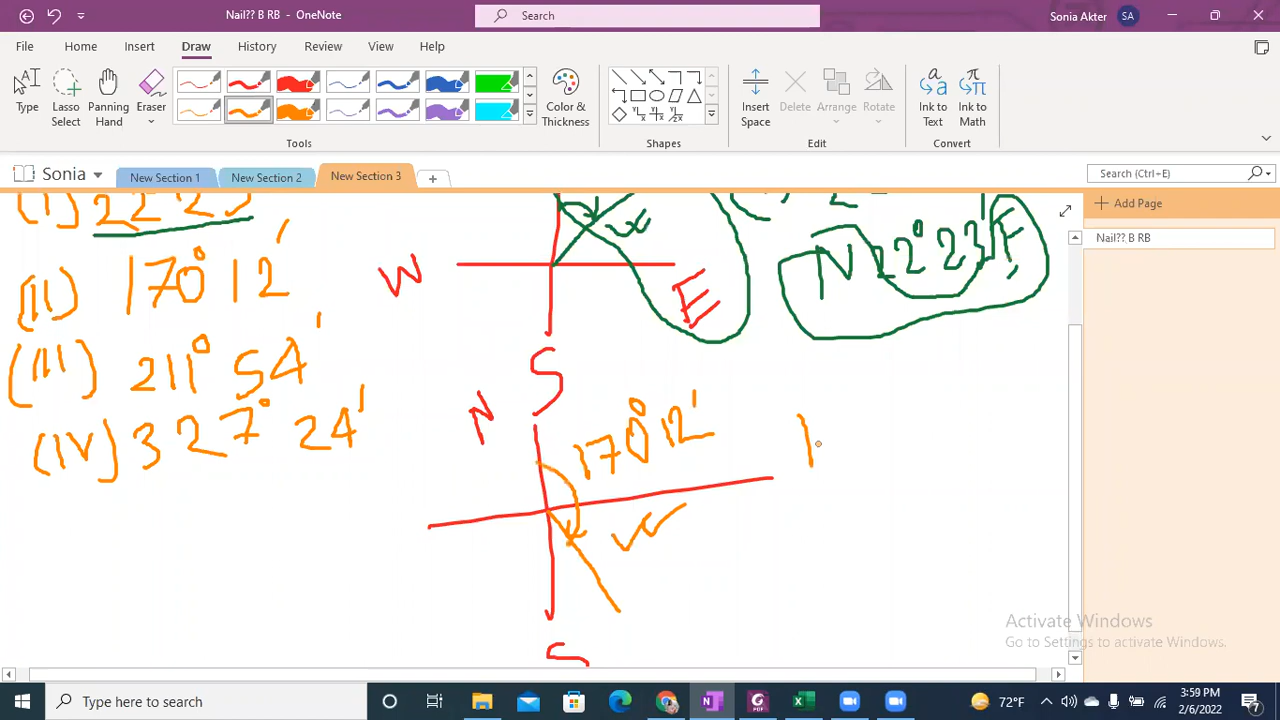 Nail?? B RB - OneNote
Search
Sonia Akter SA
File Home Insert Draw History Review View Help
Type
Lasso Select
Panning Hand
Eraser
Color & Thickness
Insert Space
Delete
Arrange
Rotate
Ink to Text
Ink to Math
Tools Shapes Edit Convert
Sonia New Section 1 New Section 2 New Section 3
Search (Ctrl+E)
Add Page
Nail?? B RB
(I) 22° 23'
(II) 170° 12'
(III) 211° 54'
(IV) 327° 24'
W
E
S
N 22° 23' E
N
170° 12'
S
1
Activate Windows
Go to Settings to activate Windows.
Type here to search
72°F
3:59 PM
2/6/2022
7